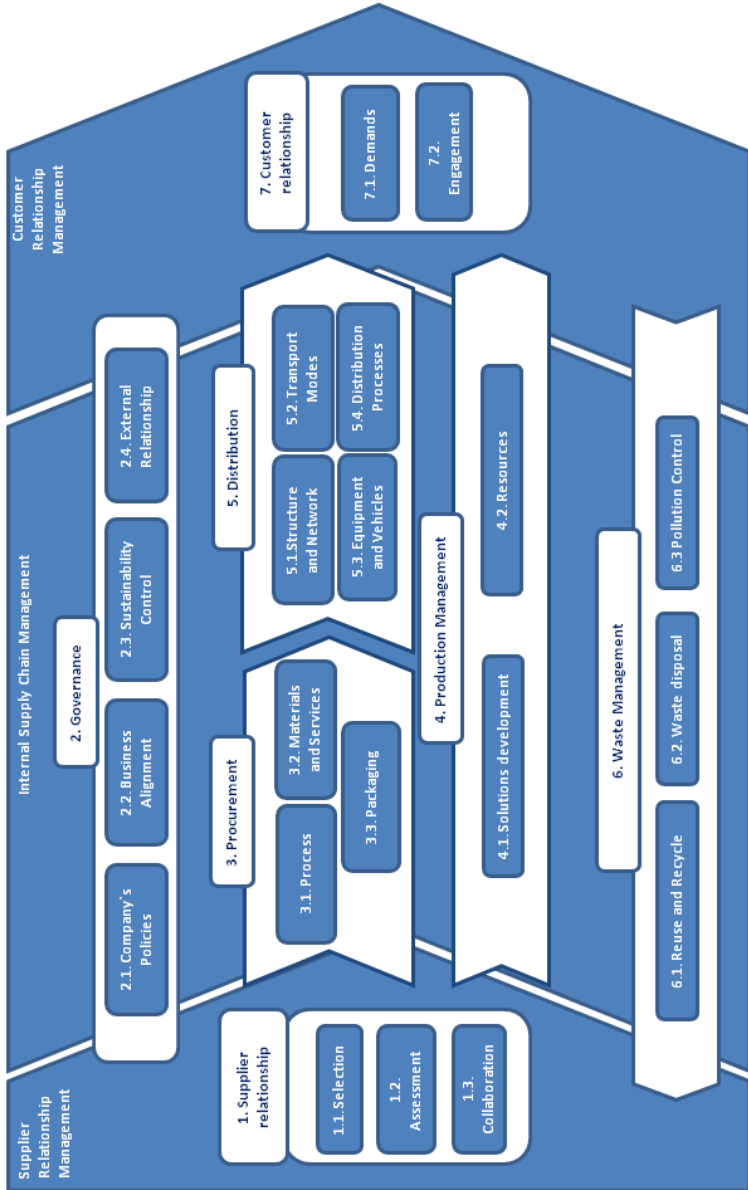 Supplier
Relationship
Management
Internal Supply Chain Management
Customer
Relationship
Management
1. Supplier
relationship
1.1. Selection
1.2.
Assessment
1.3.
Collaboration
2. Governance
2.1. Company`s
Policies
2.2. Business
Alignment
2.3. Sustainability
Control
2.4. External
Relationship
3. Procurement
3.1. Process
3.2. Materials
and Services
3.3. Packaging
5. Distribution
5.1.Structure
and Network
5.2. Transport
Modes
5.3. Equipment
and Vehicles
5.4. Distribution
Processes
4. Production Management
4.1. Solutions development
4.2. Resources
6. Waste Management
6.1. Reuse and Recycle
6.2. Waste disposal
6.3 Pollution Control
7. Customer
relationship
7.1. Demands
7.2.
Engagement